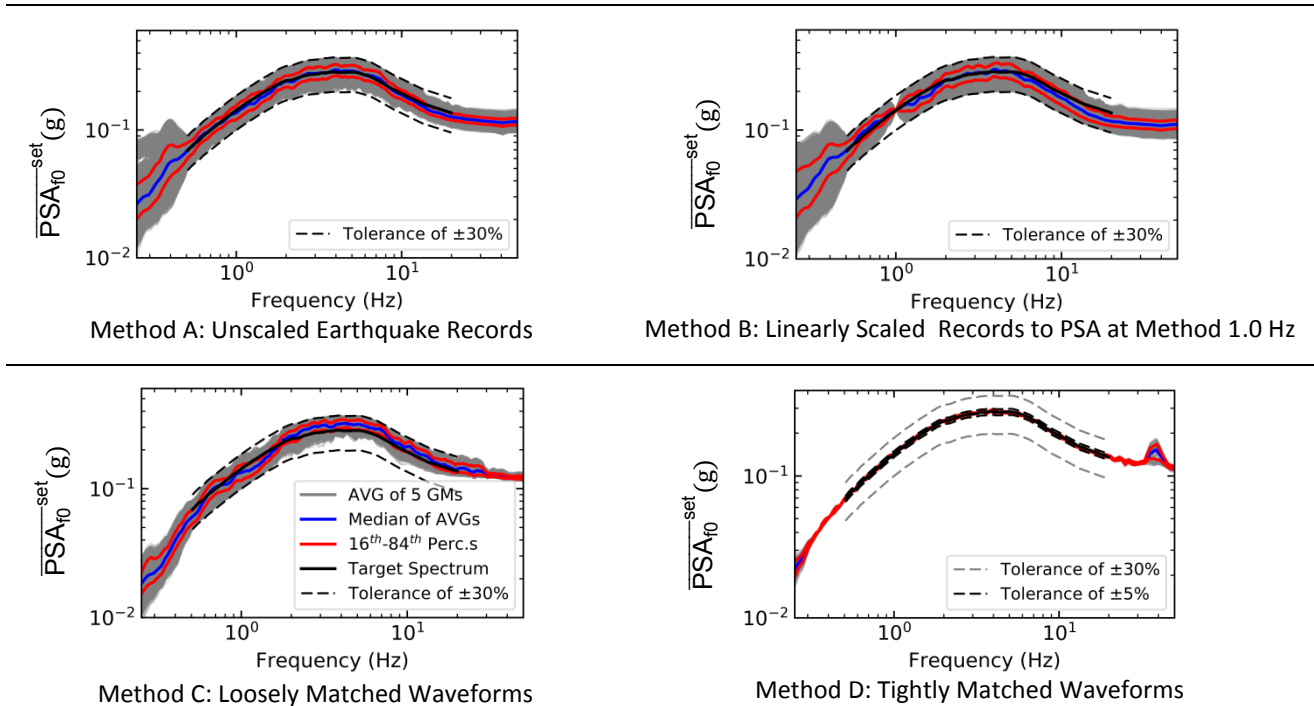 PSA_f0^set (g)
10^-1
10^-2
10^0
10^1
Tolerance of ±30%
Frequency (Hz)
Method A: Unscaled Earthquake Records
PSA_f0^set (g)
10^-1
10^-2
10^0
10^1
Tolerance of ±30%
Frequency (Hz)
Method B: Linearly Scaled Records to PSA at Method 1.0 Hz
PSA_f0^set (g)
10^-1
10^-2
10^0
10^1
AVG of 5 GMs
Median of AVGs
16^th-84^th Perc.s
Target Spectrum
Tolerance of ±30%
Frequency (Hz)
Method C: Loosely Matched Waveforms
PSA_f0^set (g)
10^-1
10^-2
10^0
10^1
Tolerance of ±30%
Tolerance of ±5%
Frequency (Hz)
Method D: Tightly Matched Waveforms